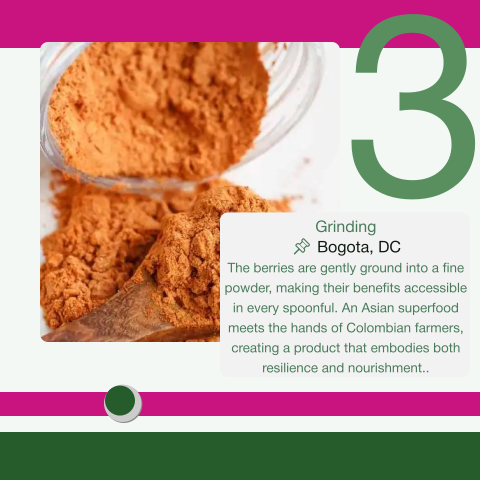 3
Grinding
Bogota, DC
The berries are gently ground into a fine
powder, making their benefits accessible
in every spoonful. An Asian superfood
meets the hands of Colombian farmers,
creating a product that embodies both
resilience and nourishment..